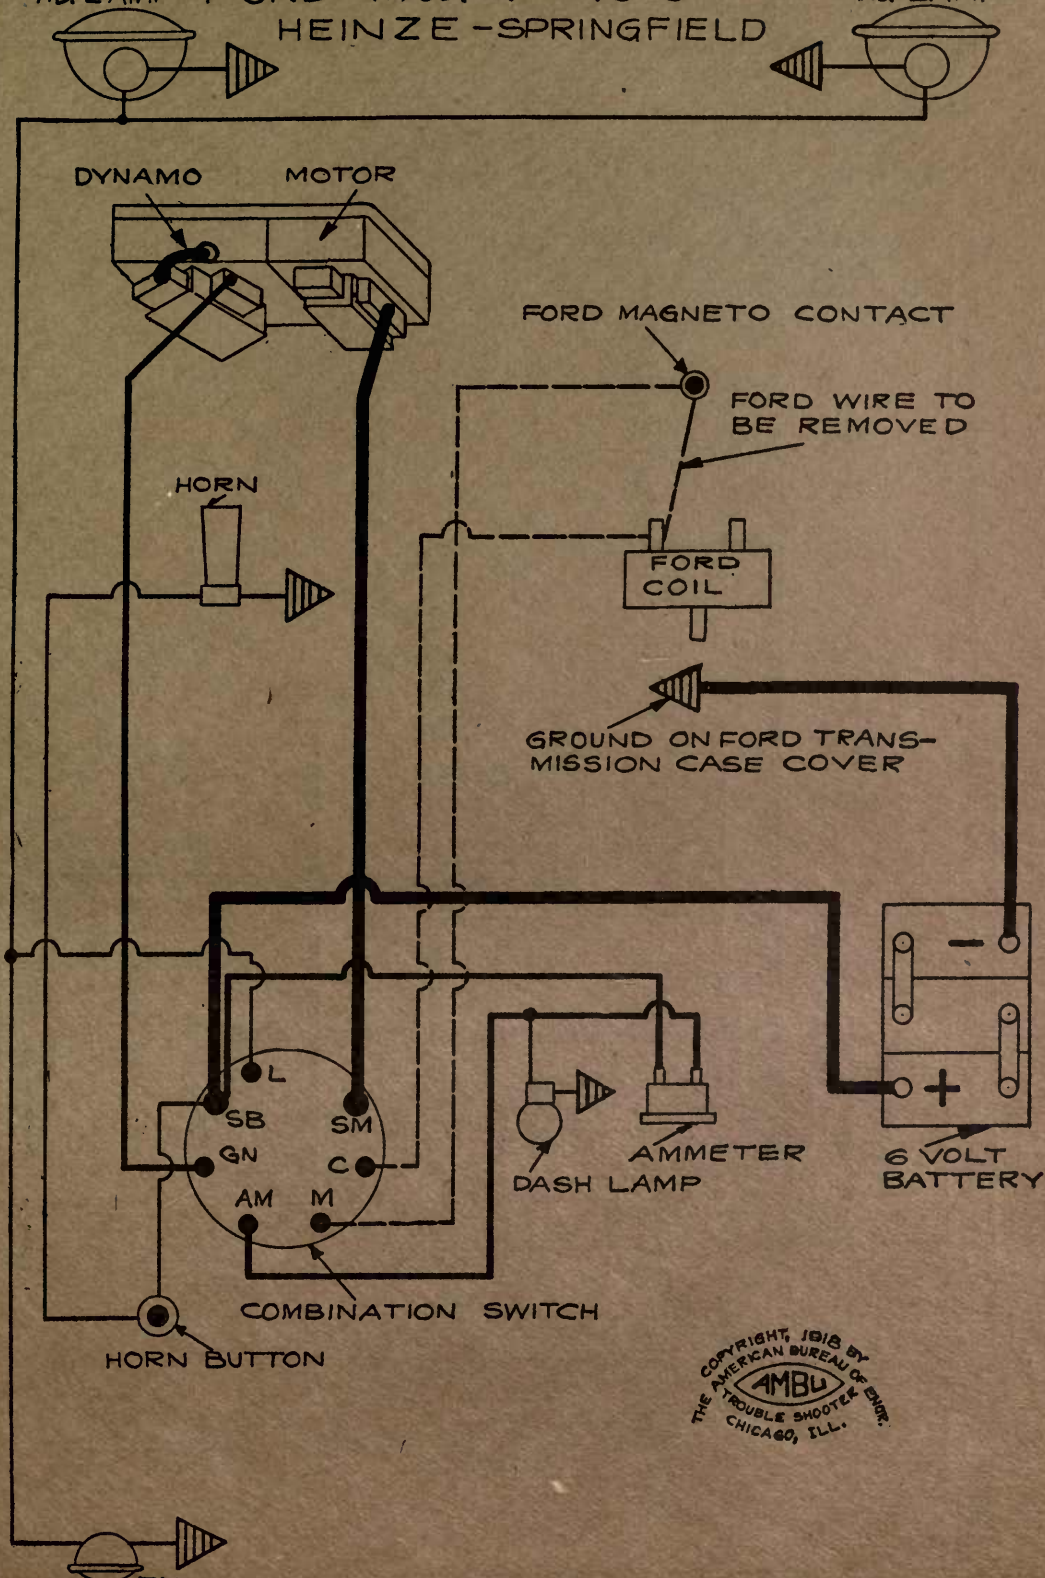 HEINZE-SPRINGFIELD
DYNAMO
MOTOR
FORD MAGNETO CONTACT
FORD WIRE TO
BE REMOVED
HORN
FORD
COIL
GROUND ON FORD TRANS-
MISSION CASE COVER
−
+
L
SB
SM
GN
C
AM
M
AMMETER
DASH LAMP
6 VOLT
BATTERY
COMBINATION SWITCH
HORN BUTTON
COPYRIGHT, 1918 BY
THE AMERICAN BUREAU OF ENGR.
AMBU
TROUBLE SHOOTER
CHICAGO, ILL.